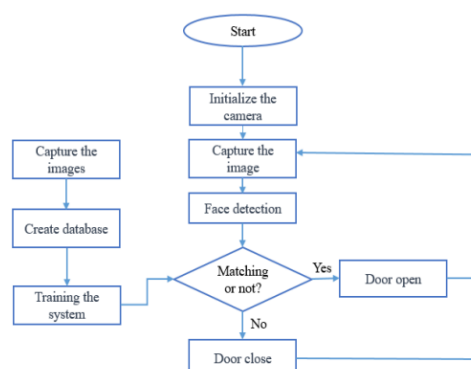 Start
Initialize the
camera
Capture the
images
Capture the
image
Create database
Face detection
Training the
system
Matching
or not?
Yes
Door open
No
Door close